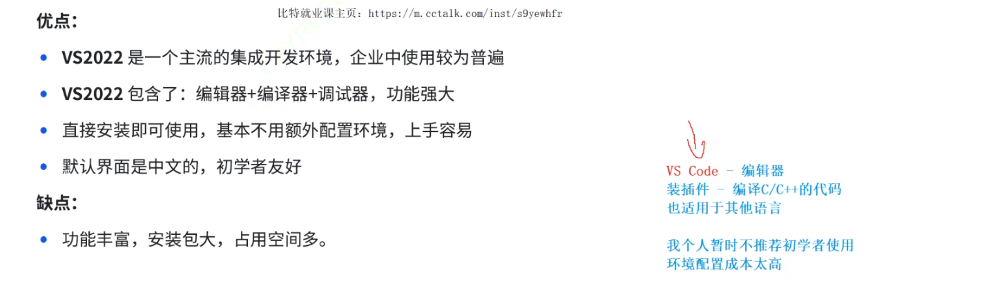 比特就业课主页：https://m.cctalk.com/inst/s9yewhfr
优点：
VS2022 是一个主流的集成开发环境，企业中使用较为普遍
VS2022 包含了：编辑器+编译器+调试器，功能强大
直接安装即可使用，基本不用额外配置环境，上手容易
默认界面是中文的，初学者友好
缺点：
功能丰富，安装包大，占用空间多。
VS Code - 编辑器
装插件 - 编译C/C++的代码
也适用于其他语言
我个人暂时不推荐初学者使用
环境配置成本太高